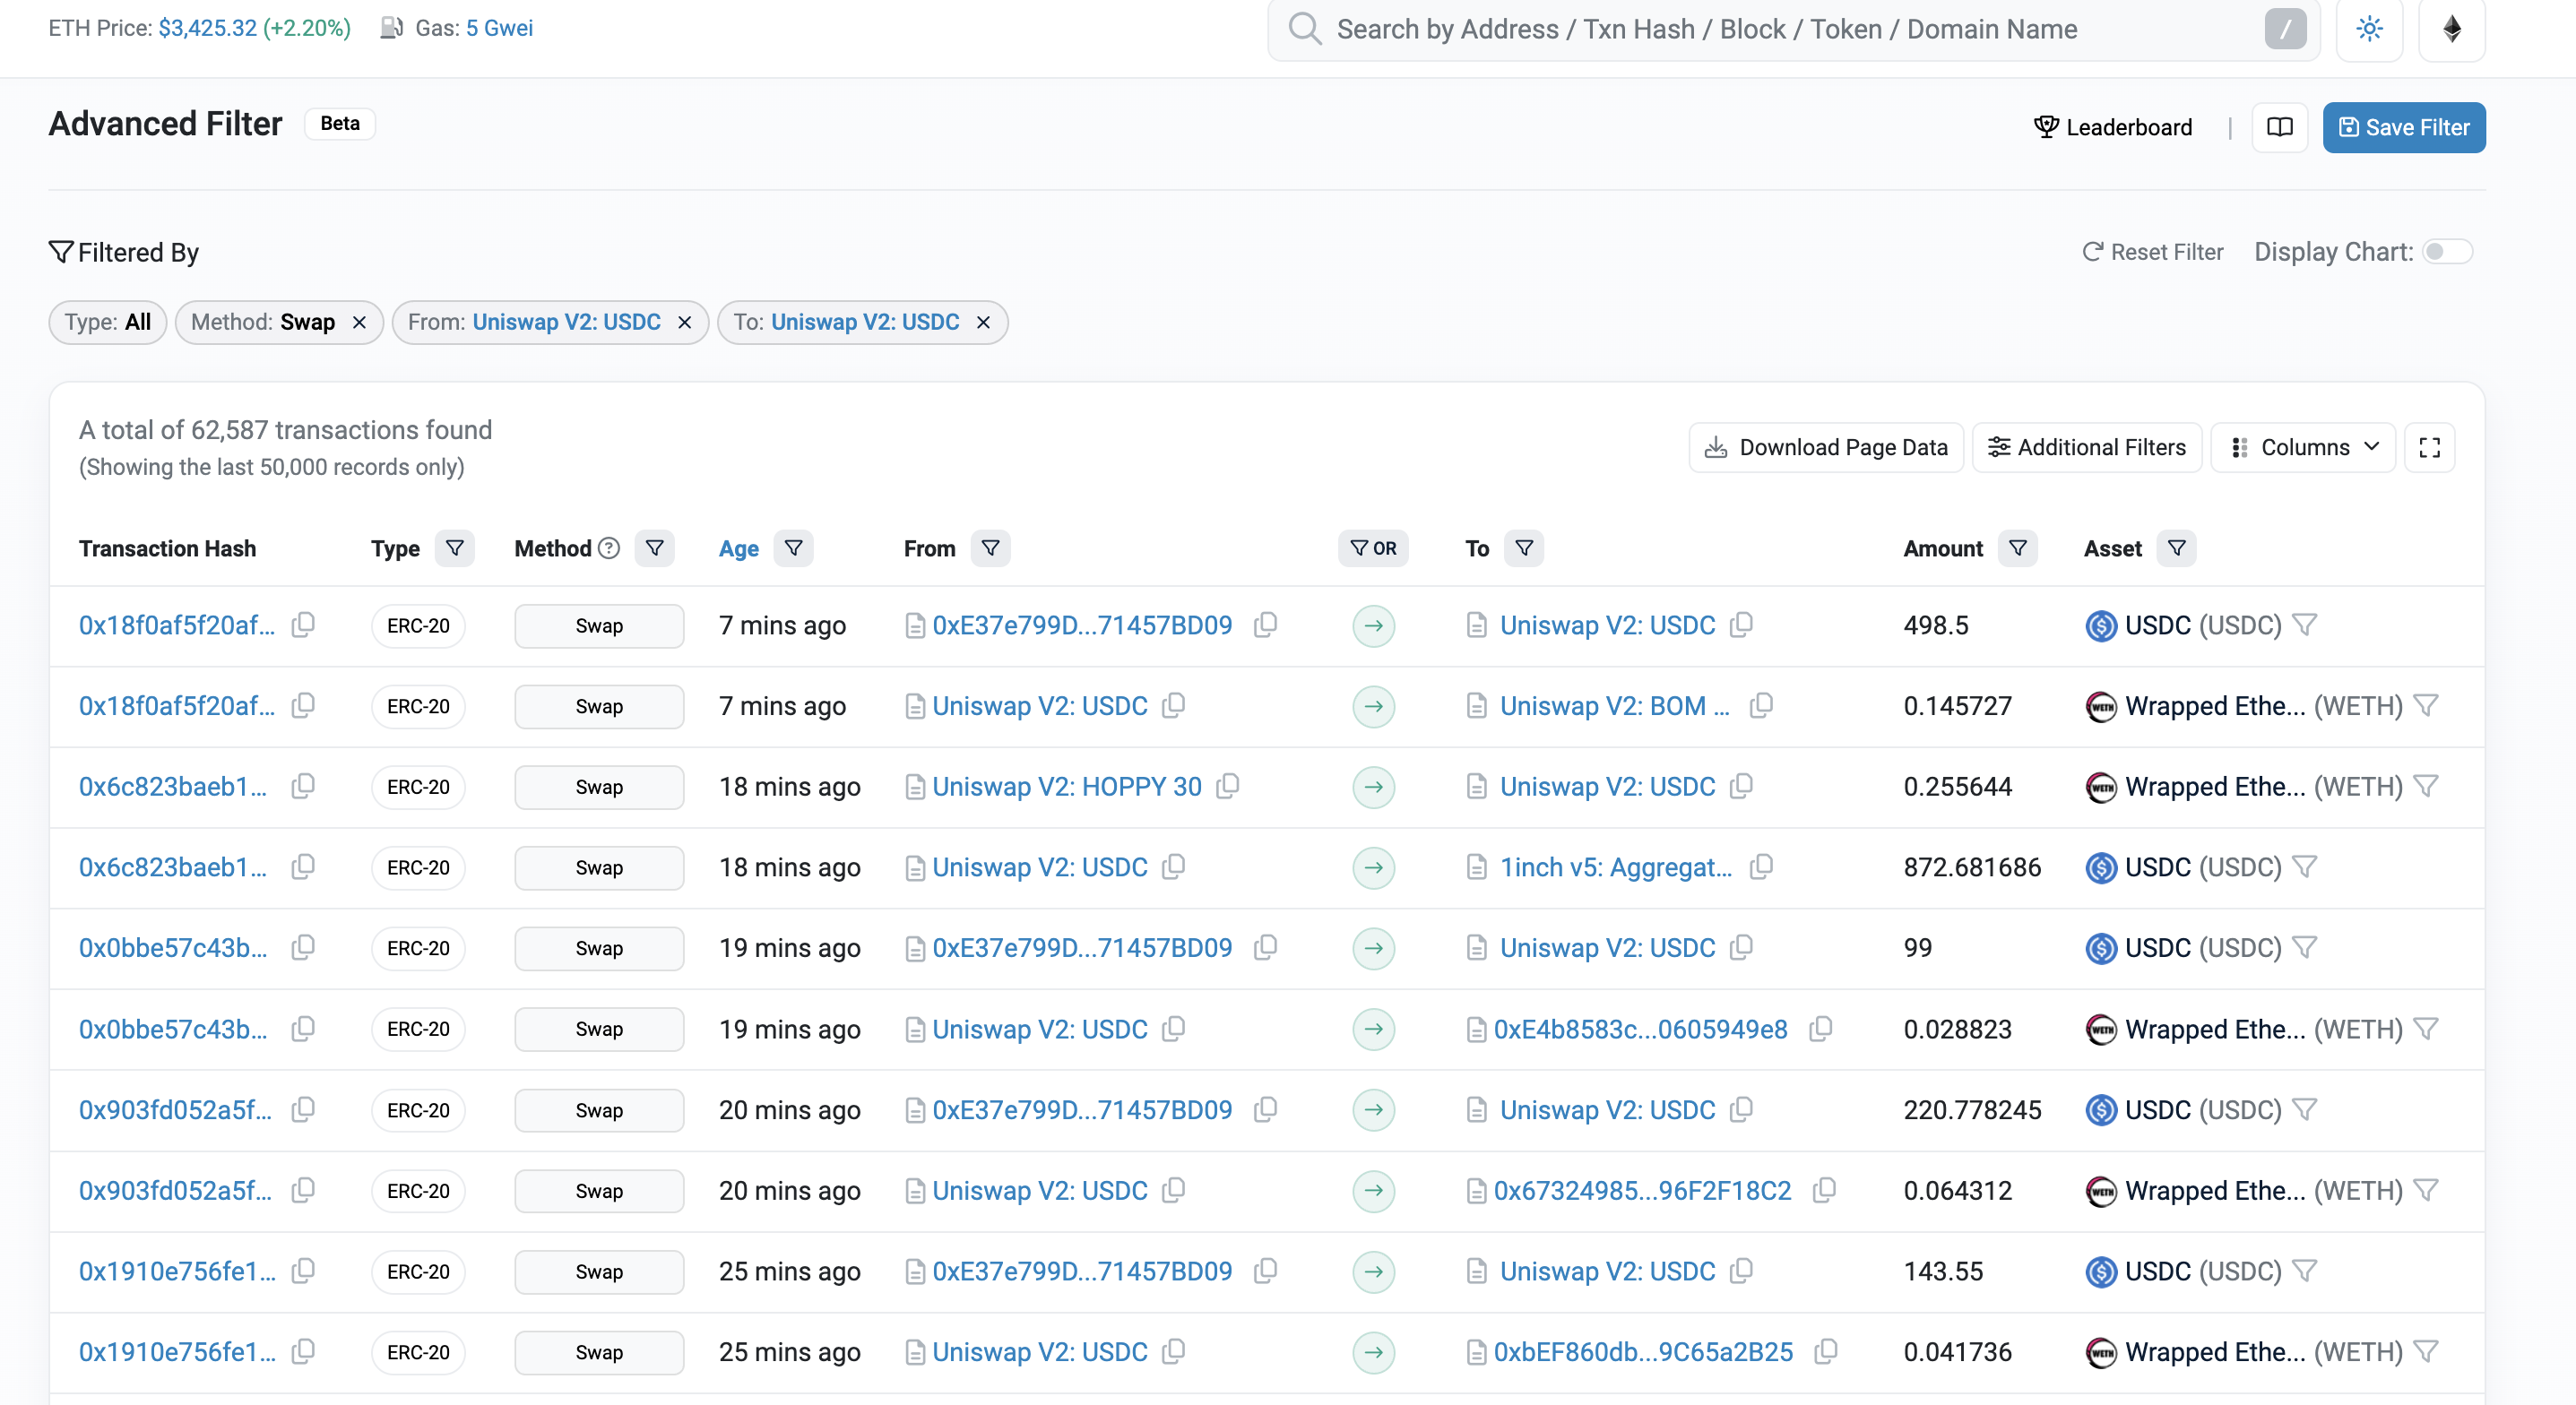 ETH Price: $3,425.32 (+2.20%) Gas: 5 Gwei
Search by Address / Txn Hash / Block / Token / Domain Name /
Advanced Filter Beta
Leaderboard | Save Filter
Filtered By
Reset Filter Display Chart:
Type: All Method: Swap × From: Uniswap V2: USDC × To: Uniswap V2: USDC ×
A total of 62,587 transactions found
(Showing the last 50,000 records only)
Download Page Data Additional Filters Columns
Transaction Hash Type Method ? Age From OR To Amount Asset
0x18f0af5f20af... ERC-20 Swap 7 mins ago 0xE37e799D...71457BD09 → Uniswap V2: USDC 498.5 USDC (USDC)
0x18f0af5f20af... ERC-20 Swap 7 mins ago Uniswap V2: USDC → Uniswap V2: BOM ... 0.145727 WETH Wrapped Ethe... (WETH)
0x6c823baeb1... ERC-20 Swap 18 mins ago Uniswap V2: HOPPY 30 → Uniswap V2: USDC 0.255644 WETH Wrapped Ethe... (WETH)
0x6c823baeb1... ERC-20 Swap 18 mins ago Uniswap V2: USDC → 1inch v5: Aggregat... 872.681686 USDC (USDC)
0x0bbe57c43b... ERC-20 Swap 19 mins ago 0xE37e799D...71457BD09 → Uniswap V2: USDC 99 USDC (USDC)
0x0bbe57c43b... ERC-20 Swap 19 mins ago Uniswap V2: USDC → 0xE4b8583c...0605949e8 0.028823 WETH Wrapped Ethe... (WETH)
0x903fd052a5f... ERC-20 Swap 20 mins ago 0xE37e799D...71457BD09 → Uniswap V2: USDC 220.778245 USDC (USDC)
0x903fd052a5f... ERC-20 Swap 20 mins ago Uniswap V2: USDC → 0x67324985...96F2F18C2 0.064312 WETH Wrapped Ethe... (WETH)
0x1910e756fe1... ERC-20 Swap 25 mins ago 0xE37e799D...71457BD09 → Uniswap V2: USDC 143.55 USDC (USDC)
0x1910e756fe1... ERC-20 Swap 25 mins ago Uniswap V2: USDC → 0xbEF860db...9C65a2B25 0.041736 WETH Wrapped Ethe... (WETH)